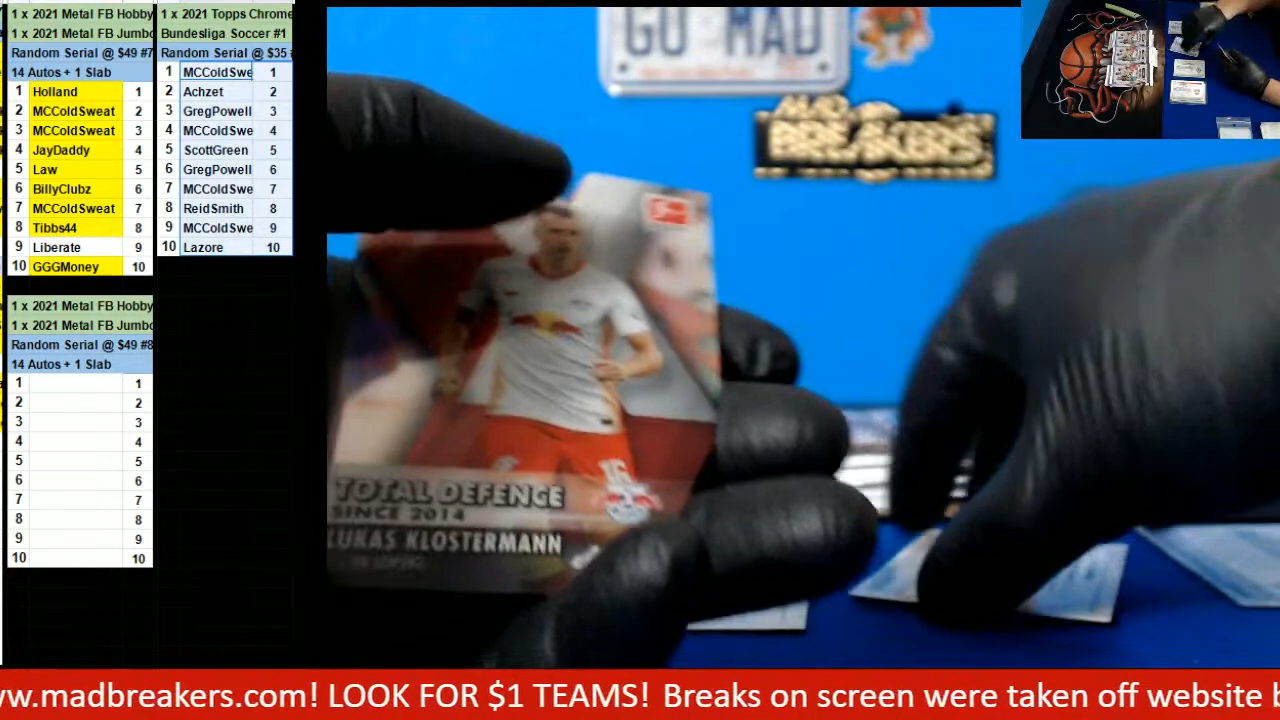 1 x 2021 Metal FB Hobby
1 x 2021 Metal FB Jumbo
Random Serial @ $49 #7
14 Autos + 1 Slab
1 Holland 1
2 MCColdSweat 2
3 MCColdSweat 3
4 JayDaddy 4
5 Law 5
6 BillyClubz 6
7 MCColdSweat 7
8 Tibbs44 8
9 Liberate 9
10 GGGMoney 10
1 x 2021 Metal FB Hobby
1 x 2021 Metal FB Jumbo
Random Serial @ $49 #8
14 Autos + 1 Slab
1 1
2 2
3 3
4 4
5 5
6 6
7 7
8 8
9 9
10 10
1 x 2021 Topps Chrome
Bundesliga Soccer #1
Random Serial @ $35 #
1 MCColdSwe 1
2 Achzet 2
3 GregPowell 3
4 MCColdSwe 4
5 ScottGreen 5
6 GregPowell 6
7 MCColdSwe 7
8 ReidSmith 8
9 MCColdSwe 9
10 Lazore 10
GO MAD
MAD
BREAKERS
TOTAL DEFENCE
SINCE 2014
LUKAS KLOSTERMANN
w.madbreakers.com! LOOK FOR $1 TEAMS! Breaks on screen were taken off website b